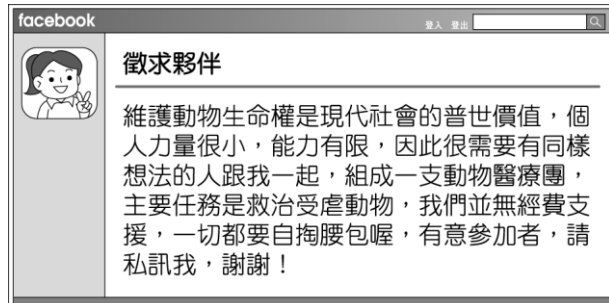 facebook
登入 登出
徵求夥伴
維護動物生命權是現代社會的普世價值，個
人力量很小，能力有限，因此很需要有同樣
想法的人跟我一起，組成一支動物醫療團，
主要任務是救治受虐動物，我們並無經費支
援，一切都要自掏腰包喔，有意參加者，請
私訊我，謝謝！